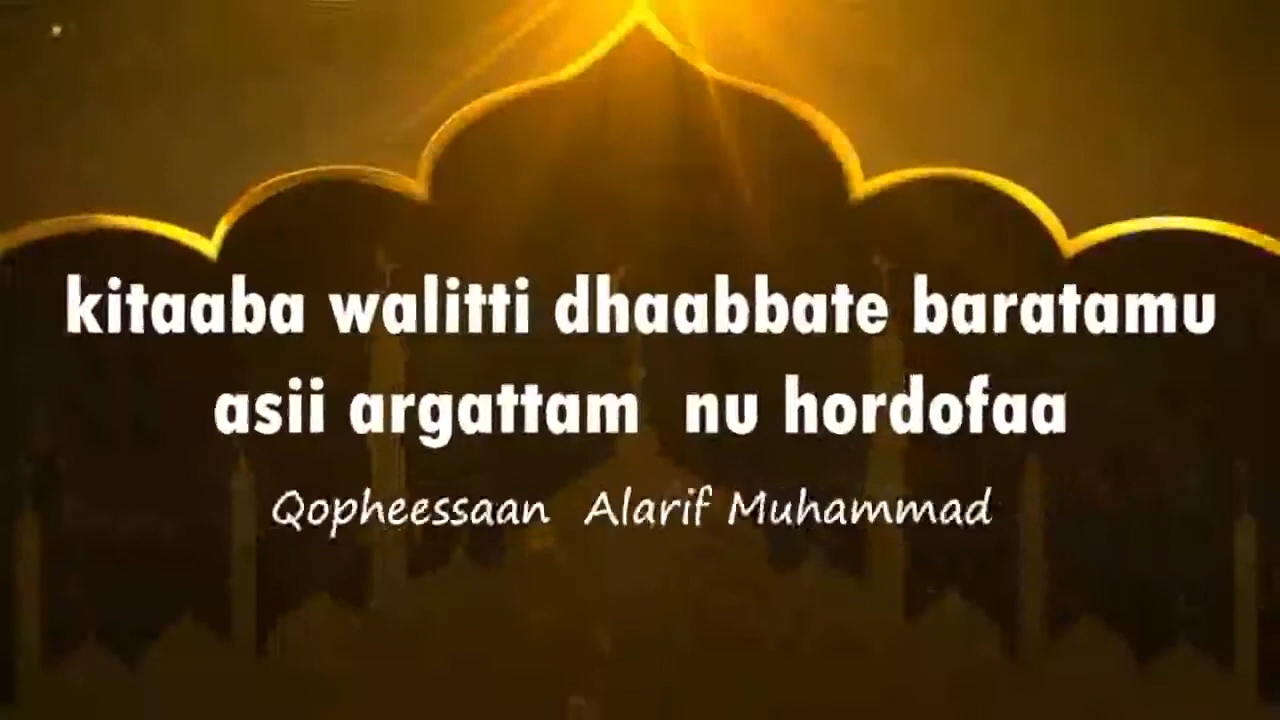 kitaaba walitti dhaabbate baratamu
asii argattam nu hordofaa
Qopheessaan Alarif Muhammad